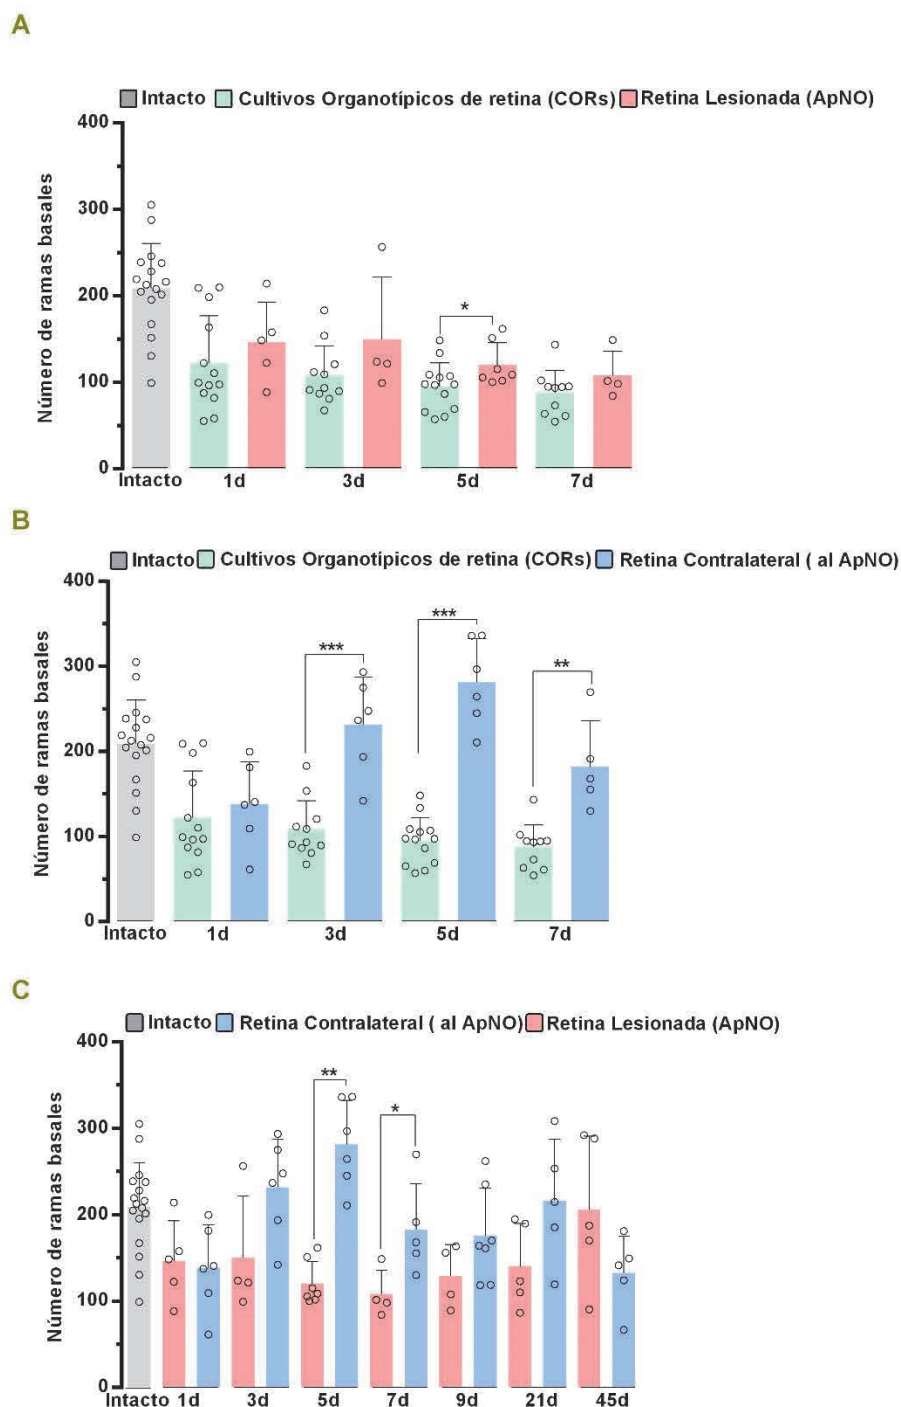 A
Intacto Cultivos Organotípicos de retina (CORs) Retina Lesionada (ApNO)
Número de ramas basales
400
300
200
100
0
*
Intacto 1d 3d 5d 7d
B
Intacto Cultivos Organotípicos de retina (CORs) Retina Contralateral ( al ApNO)
Número de ramas basales
400
300
200
100
0
*** *** **
Intacto 1d 3d 5d 7d
C
Intacto Retina Contralateral ( al ApNO) Retina Lesionada (ApNO)
Número de ramas basales
400
300
200
100
0
** *
Intacto 1d 3d 5d 7d 9d 21d 45d